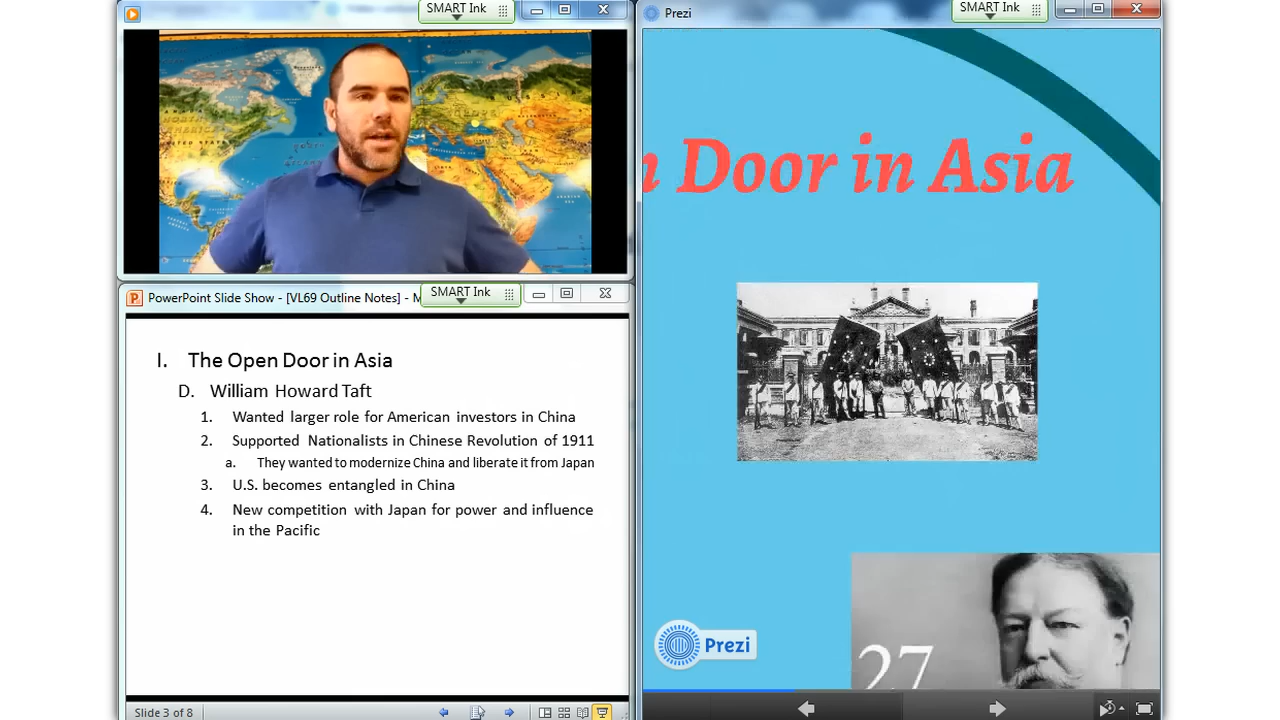 SMART Ink
Prezi
SMART Ink
n Door in Asia
PowerPoint Slide Show - [VL69 Outline Notes] - M
SMART Ink
I. The Open Door in Asia
D. William Howard Taft
1. Wanted larger role for American investors in China
2. Supported Nationalists in Chinese Revolution of 1911
a. They wanted to modernize China and liberate it from Japan
3. U.S. becomes entangled in China
4. New competition with Japan for power and influence
in the Pacific
27
Prezi
Slide 3 of 8